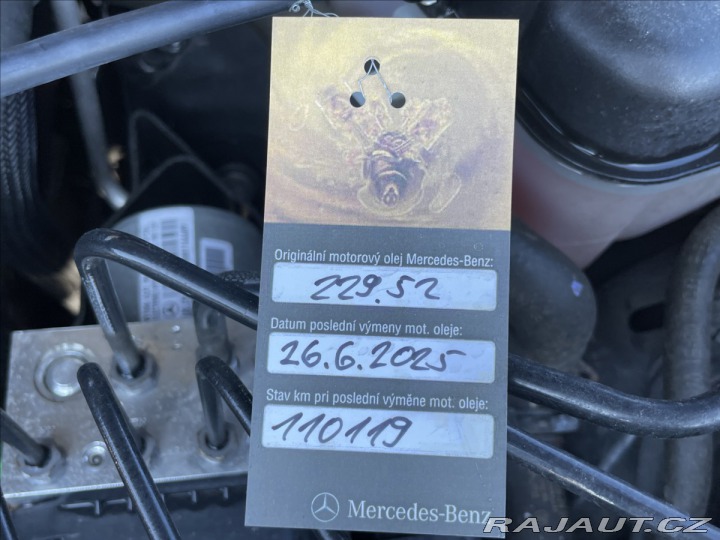 Originální motorový olej Mercedes-Benz:
229.52
Datum poslední výmeny mot. oleje:
26.6.2025
Stav km pri poslední výměne mot. oleje:
110119
Mercedes-Benz
RAJAUT.CZ